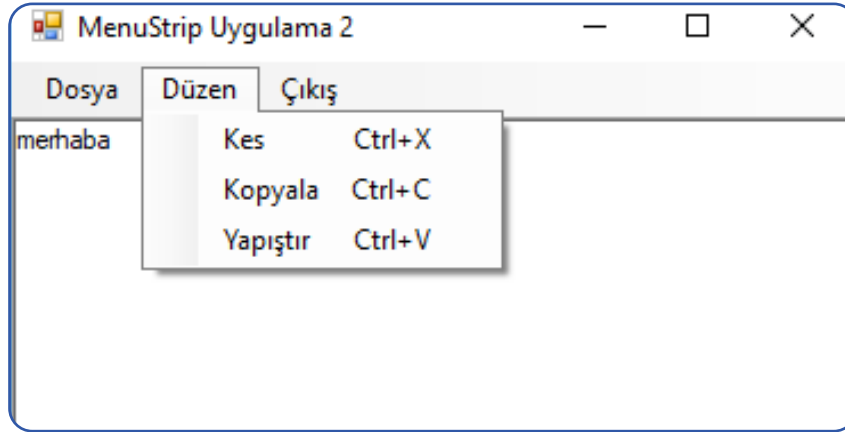 MenuStrip Uygulama 2
Dosya Düzen Çıkış
merhaba
Kes Ctrl+X
Kopyala Ctrl+C
Yapıştır Ctrl+V